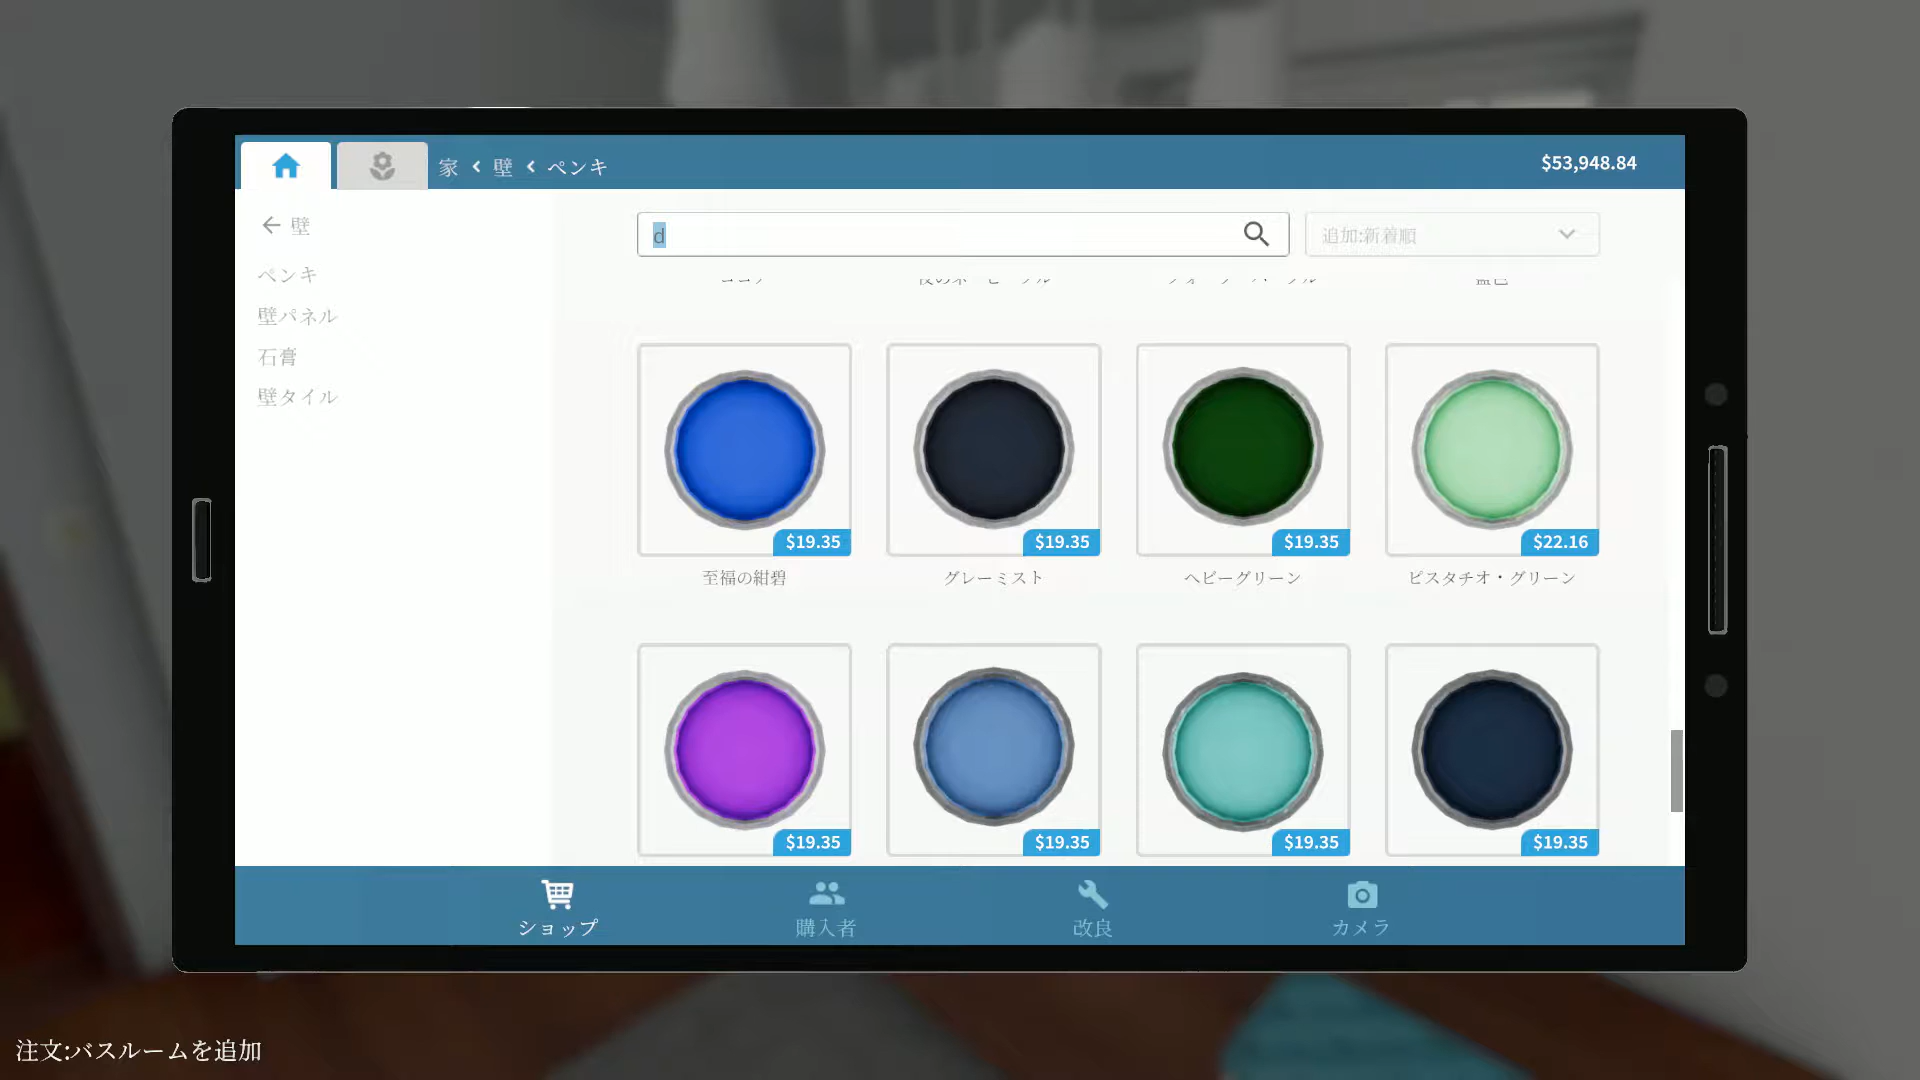 家 < 壁 < ペンキ
$53,948.84
← 壁
d
追加:新着順
ペンキ
壁パネル
石膏
壁タイル
$19.35
$19.35
$19.35
$22.16
至福の紺碧
グレーミスト
ヘビーグリーン
ピスタチオ・グリーン
$19.35
$19.35
$19.35
$19.35
ショップ
購入者
改良
カメラ
注文:バスルームを追加